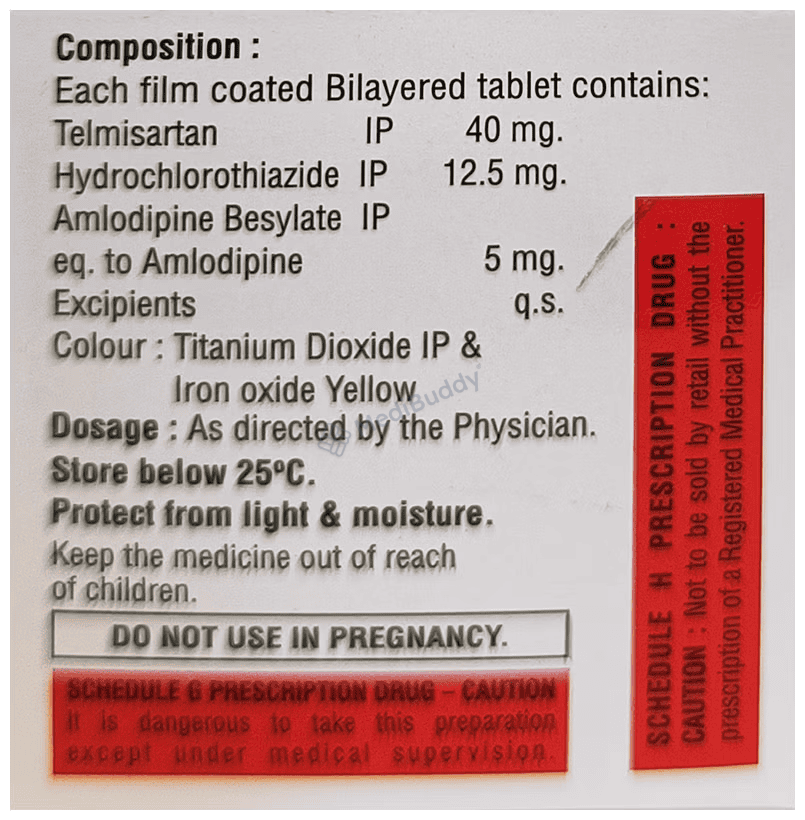 Composition :
Each film coated Bilayered tablet contains:
Telmisartan IP 40 mg.
Hydrochlorothiazide IP 12.5 mg.
Amlodipine Besylate IP
eq. to Amlodipine 5 mg.
Excipients q.s.
Colour : Titanium Dioxide IP &
Iron oxide Yellow
MediBuddy
Dosage : As directed by the Physician.
Store below 25ºC.
Protect from light & moisture.
Keep the medicine out of reach
of children.
DO NOT USE IN PREGNANCY.
SCHEDULE G PRESCRIPTION DRUG – CAUTION
It is dangerous to take this preparation
except under medical supervision.
SCHEDULE H PRESCRIPTION DRUG :
CAUTION : Not to be sold by retail without the
prescription of a Registered Medical Practitioner.